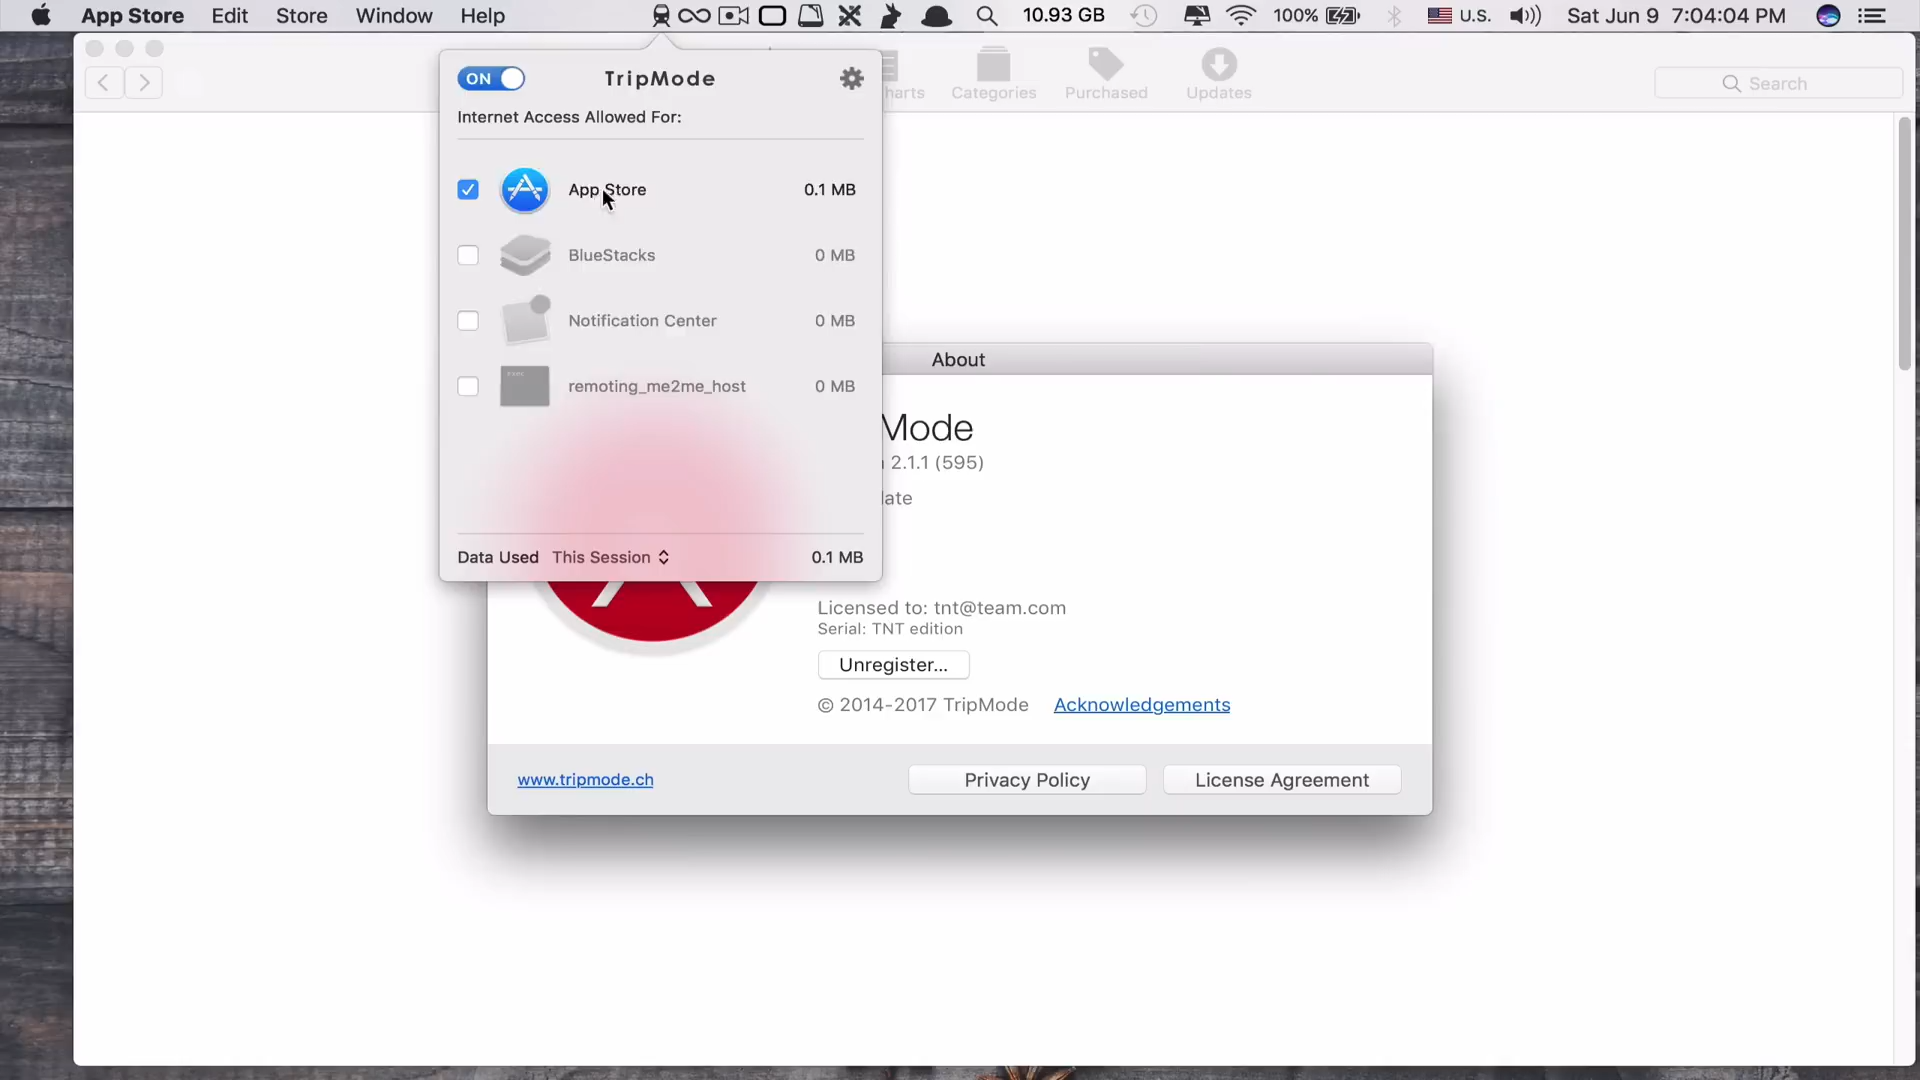 App Store Edit Store Window Help 10.93 GB 100% U.S. Sat Jun 9 7:04:04 PM
ON TripMode
harts Categories Purchased Updates Search
Internet Access Allowed For:
App Store 0.1 MB
BlueStacks 0 MB
Notification Center 0 MB
remoting_me2me_host 0 MB
Data Used This Session 0.1 MB
About
Mode
2.1.1 (595)
late
Licensed to: tnt@team.com
Serial: TNT edition
Unregister...
© 2014-2017 TripMode Acknowledgements
www.tripmode.ch Privacy Policy License Agreement